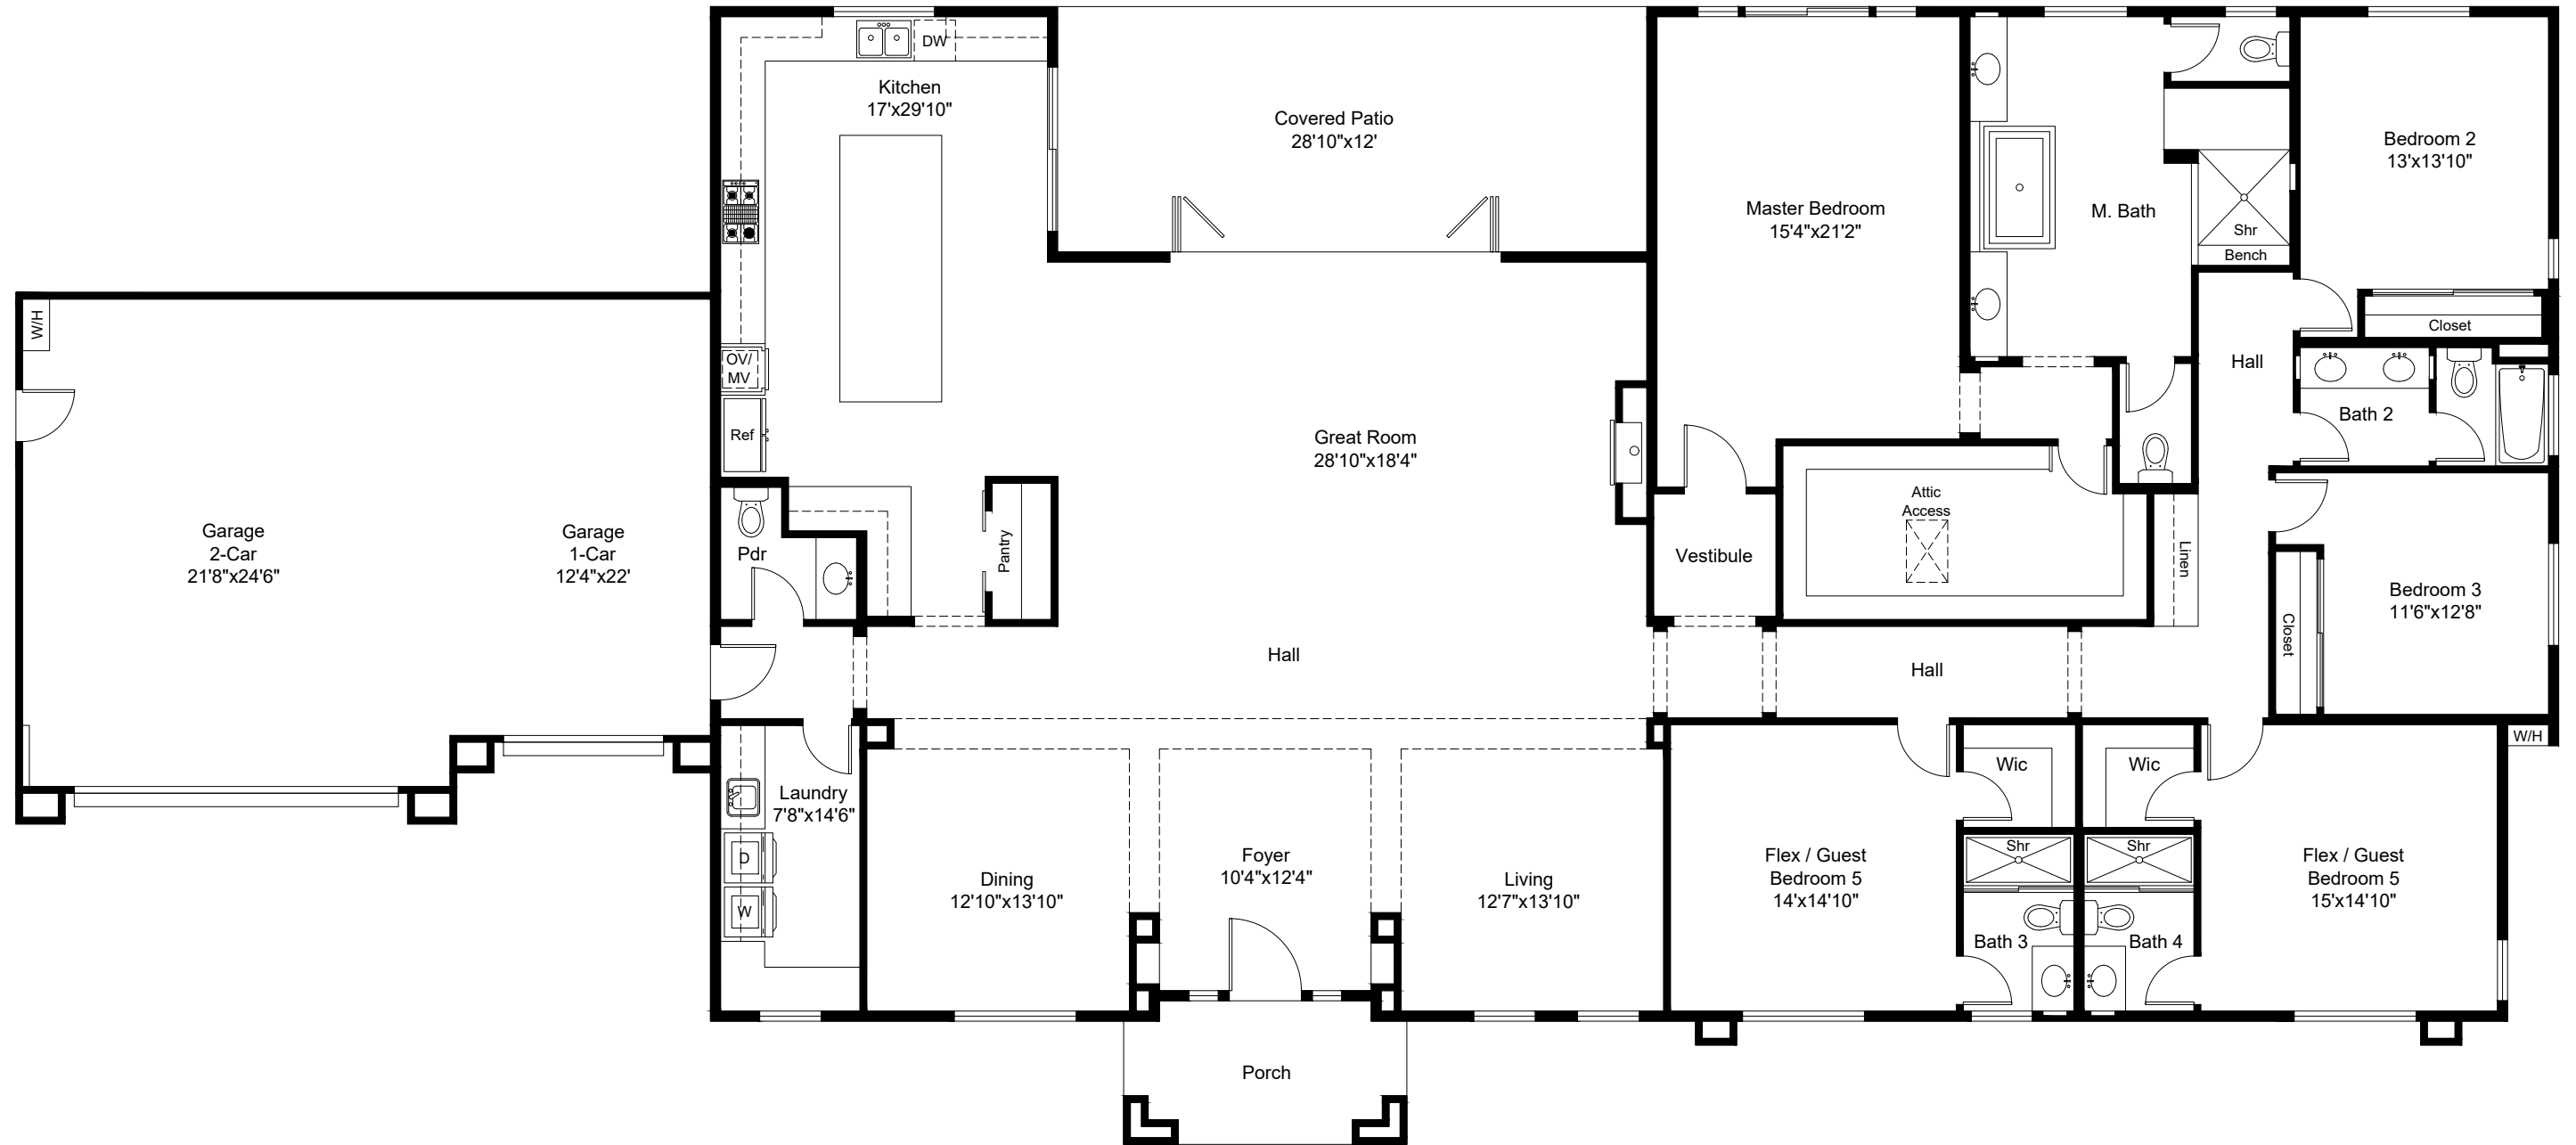 DW
Kitchen
17'x29'10"
Covered Patio
28'10"x12'
Master Bedroom
15'4"x21'2"
M. Bath
Shr
Bench
Bedroom 2
13'x13'10"
Closet
W/H
OV/
MV
Ref
Hall
Bath 2
Great Room
28'10"x18'4"
Garage
2-Car
21'8"x24'6"
Garage
1-Car
12'4"x22'
Pdr
Pantry
Vestibule
Attic
Access
Linen
Bedroom 3
11'6"x12'8"
Closet
Hall
Hall
W/H
Laundry
7'8"x14'6"
D
W
Dining
12'10"x13'10"
Foyer
10'4"x12'4"
Living
12'7"x13'10"
Flex / Guest
Bedroom 5
14'x14'10"
Wic
Wic
Shr
Shr
Bath 3
Bath 4
Flex / Guest
Bedroom 5
15'x14'10"
Porch